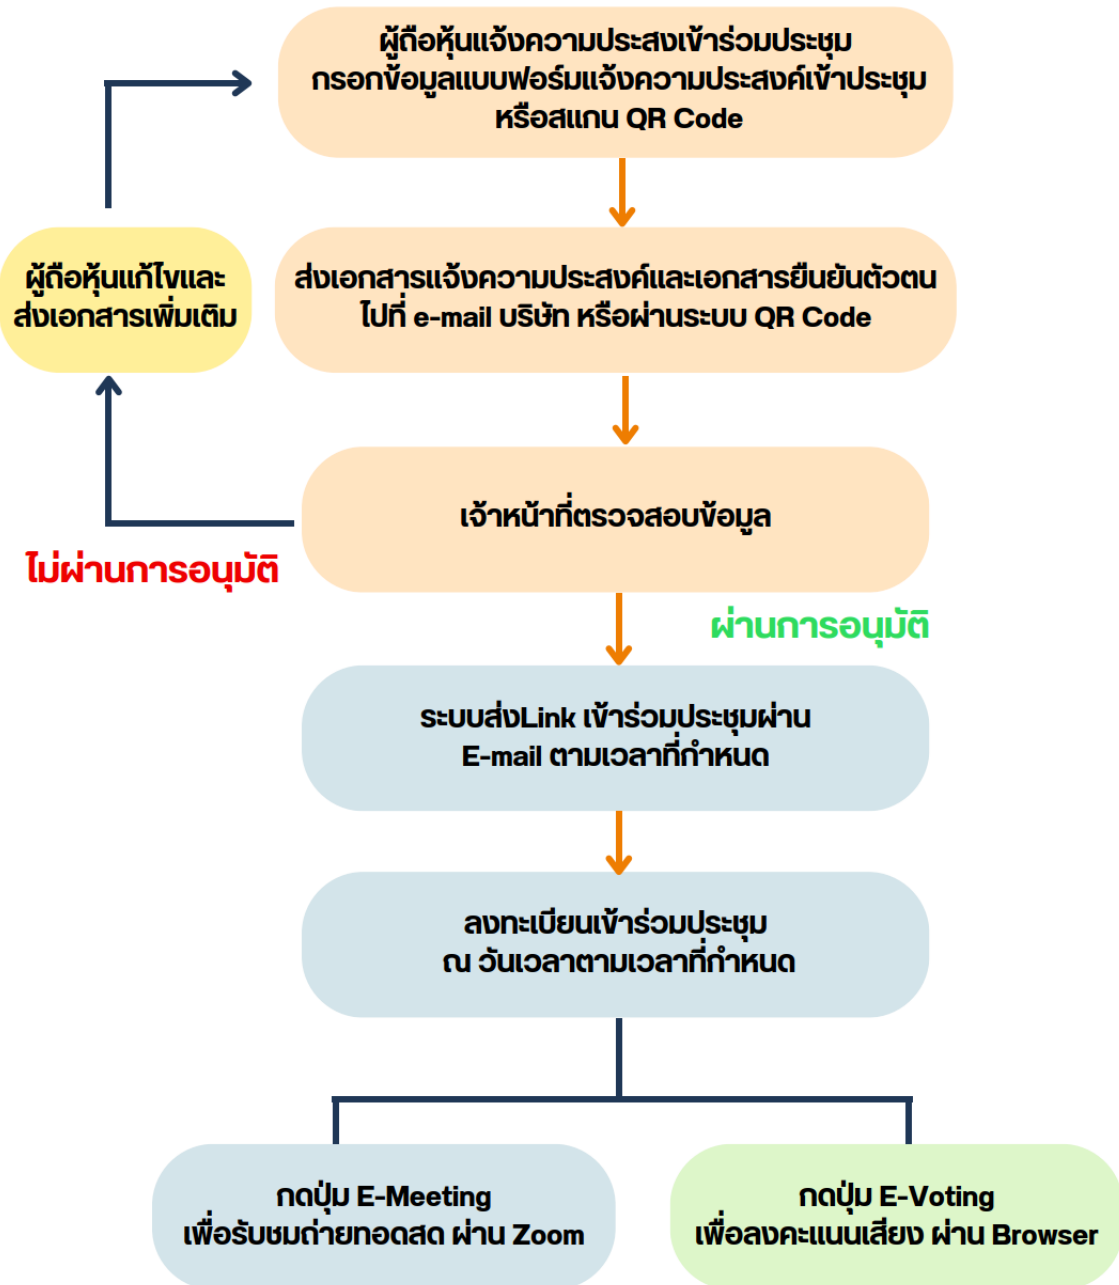 ผู้ถือหุ้นแจ้งความประสงเข้าร่วมประชุม
กรอกข้อมูลแบบฟอร์มแจ้งความประสงค์เข้าประชุม
หรือสแกน QR Code
ผู้ถือหุ้นแก้ไขและ
ส่งเอกสารเพิ่มเติม
ส่งเอกสารแจ้งความประสงค์และเอกสารยืนยันตัวตน
ไปที่ e-mail บริษัท หรือผ่านระบบ QR Code
เจ้าหน้าที่ตรวจสอบข้อมูล
ไม่ผ่านการอนุมัติ
ผ่านการอนุมัติ
ระบบส่งLink เข้าร่วมประชุมผ่าน
E-mail ตามเวลาที่กำหนด
ลงทะเบียนเข้าร่วมประชุม
ณ วันเวลาตามเวลาที่กำหนด
กดปุ่ม E-Meeting
เพื่อรับชมถ่ายทอดสด ผ่าน Zoom
กดปุ่ม E-Voting
เพื่อลงคะแนนเสียง ผ่าน Browser